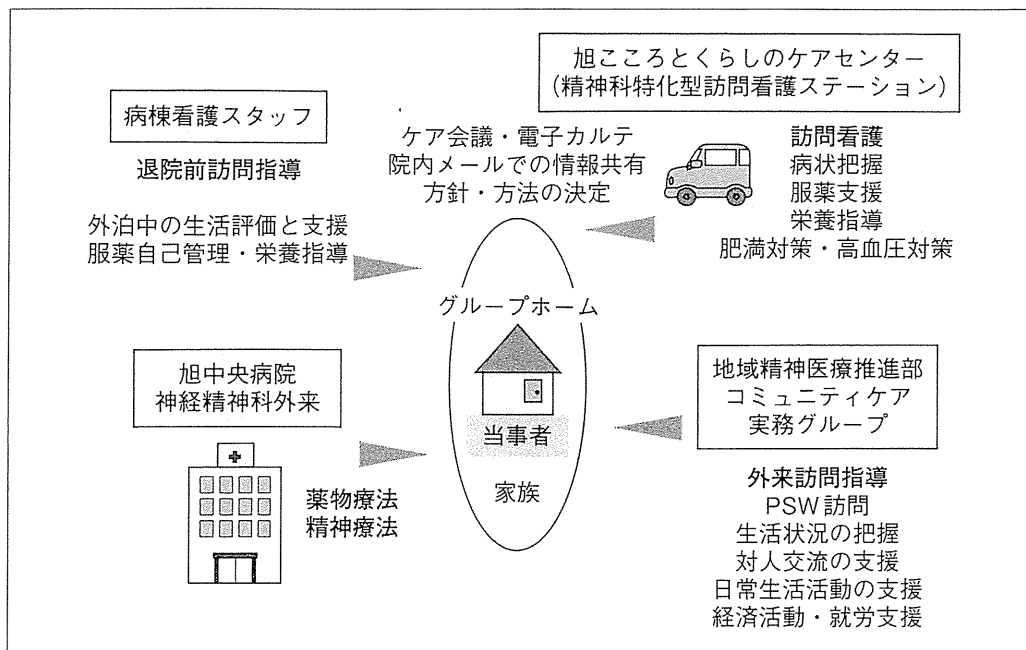 旭こころとくらしのケアセンター
(精神科特化型訪問看護ステーション)
病棟看護スタッフ
退院前訪問指導
外泊中の生活評価と支援
服薬自己管理・栄養指導
ケア会議・電子カルテ
院内メールでの情報共有
方針・方法の決定
訪問看護
病状把握
服薬支援
栄養指導
肥満対策・高血圧対策
グループホーム
当事者
家族
旭中央病院
神経精神科外来
薬物療法
精神療法
地域精神医療推進部
コミュニティケア
実務グループ
外来訪問指導
PSW訪問
生活状況の把握
対人交流の支援
日常生活活動の支援
経済活動・就労支援